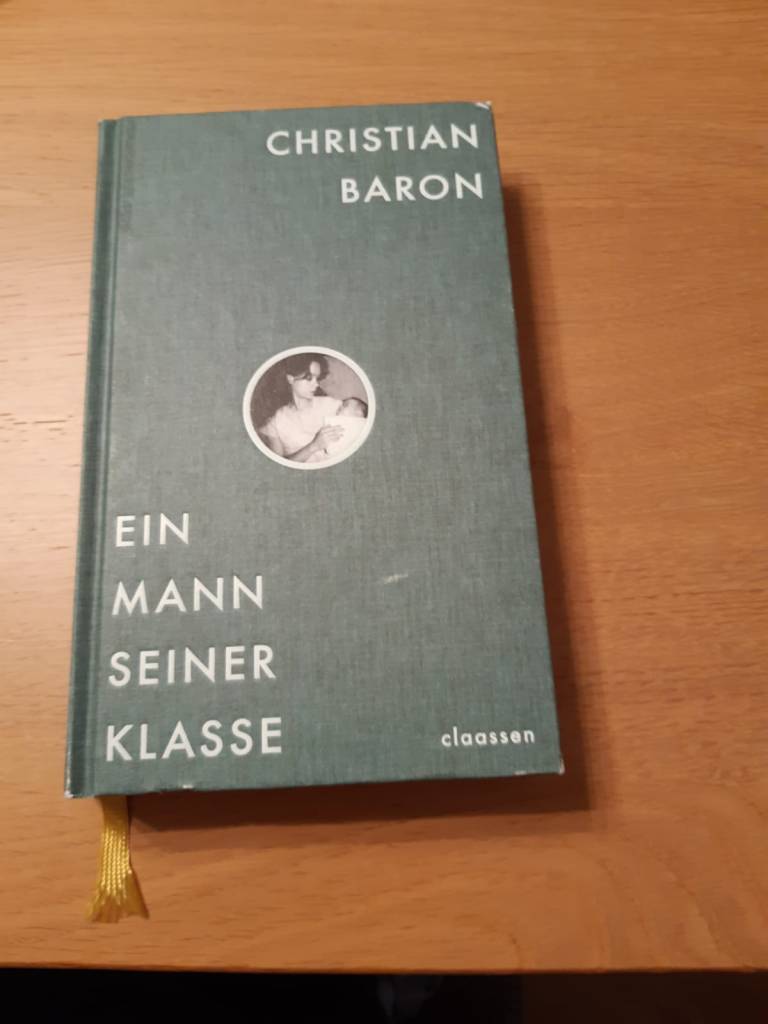 CHRISTIAN
BARON
EIN
MANN
SEINER
KLASSE
claassen